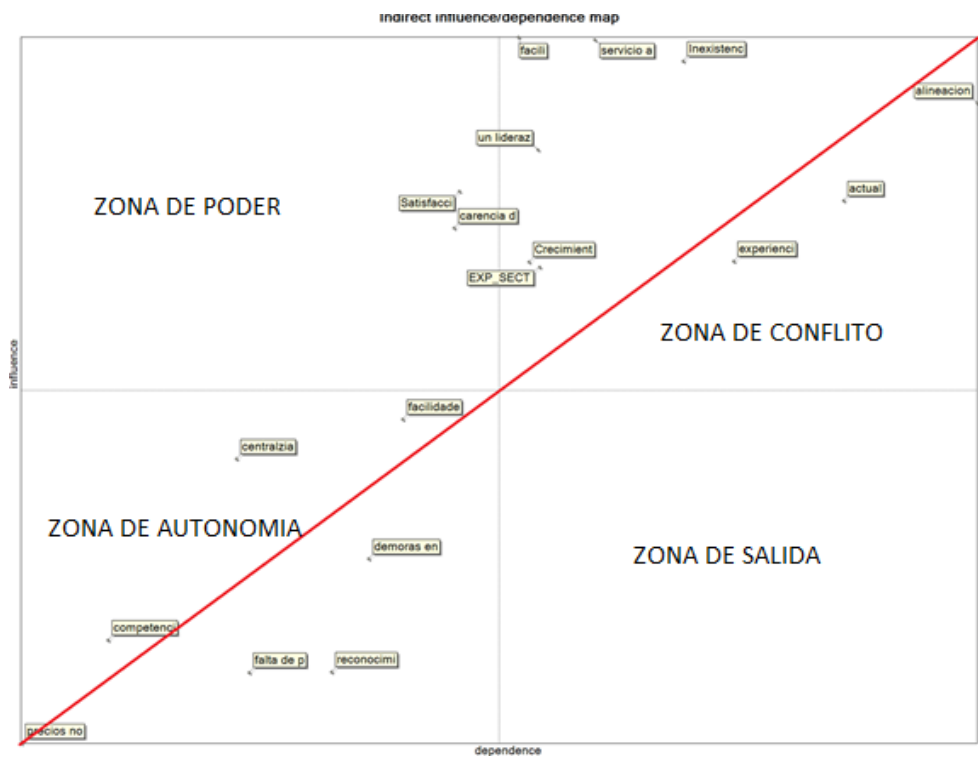 Indirect influence/dependence map
facili
servicio a
Inexistenc
alineacion
un lideraz
actual
Satisfacci
ZONA DE PODER
carencia d
Crecimient
experienci
EXP_SECT
ZONA DE CONFLITO
influence
facilidade
centralzia
ZONA DE AUTONOMIA
demoras en
ZONA DE SALIDA
competenci
falta de p
reconocimi
precios no
dependence